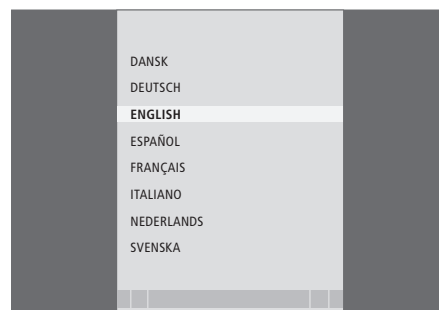 DANSK
DEUTSCH
ENGLISH
ESPAÑOL
FRANÇAIS
ITALIANO
NEDERLANDS
SVENSKA